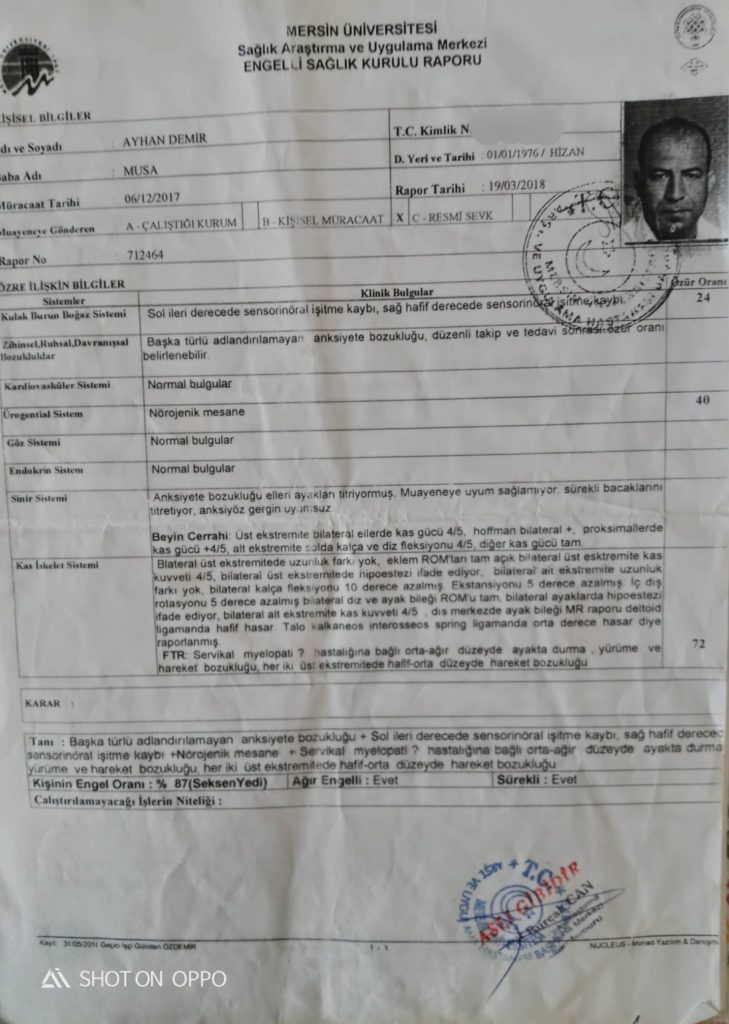 MERSİN ÜNİVERSİTESİ
Sağlık Araştırma ve Uygulama Merkezi
ENGELLİ SAĞLIK KURULU RAPORU
KİŞİSEL BİLGİLER
Adı ve Soyadı : AYHAN DEMİR
T.C. Kimlik N
Baba Adı : MUSA
D. Yeri ve Tarihi : 01/01/1976 / HİZAN
Müracaat Tarihi : 06/12/2017
Rapor Tarihi : 19/03/2018
Muayeneye Gönderen A - ÇALIŞTIĞI KURUM B - KİŞİSEL MÜRACAAT X C - RESMİ SEVK
Rapor No : 712464
ÖZRE İLİŞKİN BİLGİLER
Sistemler Klinik Bulgular Özür Oranı
Kulak Burun Boğaz Sistemi Sol ileri derecede sensorinöral işitme kaybı, sağ hafif derecede sensorinöral işitme kaybı. 24
Zihinsel,Ruhsal,Davranışsal Bozukluklar Başka türlü adlandırılamayan anksiyete bozukluğu, düzenli takip ve tedavi sonrası özür oranı
belirlenebilir.
Kardiovasküler Sistemi Normal bulgular
Ürogential Sistem Nörojenik mesane 40
Göz Sistemi Normal bulgular
Endokrin Sistem Normal bulgular
Sinir Sistemi Anksiyete bozukluğu elleri ayakları titriyormuş. Muayeneye uyum sağlamıyor. sürekli bacaklarını
titretiyor, anksiyöz gergin uyumsuz
Beyin Cerrahi: Üst ekstremite bilateral ellerde kas gücü 4/5, hoffman bilateral +, proksimallerde
kas gücü +4/5, alt ekstremite solda kalça ve diz fleksiyonu 4/5, diğer kas gücü tam.
Kas İskelet Sistemi Blateral üst ekstremitede uzunluk farkı yok, eklem ROM'ları tam açık bilateral üst esktremite kas
kuvveti 4/5, bilateral üst ekstremitede hipoestezi ifade ediyor, bilateral alt ekstremite uzunluk
farkı yok, bilateral kalça fleksiyonu 10 derece azalmış. Ekstansiyonu 5 derece azalmış. İç dış
rotasyonu 5 derece azalmış bilateral diz ve ayak bileği ROM'u tam, bilateral ayaklarda hipoestezi
ifade ediyor, bilateral alt ekstremite kas kuvveti 4/5 , dış merkezde ayak bileği MR raporu deltoid
ligamanda hafif hasar. Talo kalkaneos interosseos spring ligamanda orta derece hasar diye
raporlanmış.
FTR: Servikal myelopati ? hastalığına bağlı orta-ağır düzeyde ayakta durma , yürüme ve 72
hareket bozukluğu, her iki üst ekstremitede hafif-orta düzeyde hareket bozukluğu
KARAR :
Tanı : Başka türlü adlandırılamayan anksiyete bozukluğu + Sol ileri derecede sensorinöral işitme kaybı, sağ hafif derecede
sensorinöral işitme kaybı +Nörojenik mesane + Servikal myelopati ? hastalığına bağlı orta-ağır düzeyde ayakta durma
yürüme ve hareket bozukluğu, her iki üst ekstremitede hafif-orta düzeyde hareket bozukluğu
Kişinin Engel Oranı : % 87(SeksenYedi) Ağır Engelli : Evet Sürekli : Evet
Çalıştırılamayacağı İşlerin Niteliği :
T.C.
ASLI GİBİDİR
Burçak CAN
Kayıt: Geçici İşçi Gülistan ÖZDEMİR 1 - 1 NUCLEUS - Monad Yazılım & Danışm
SHOT ON OPPO